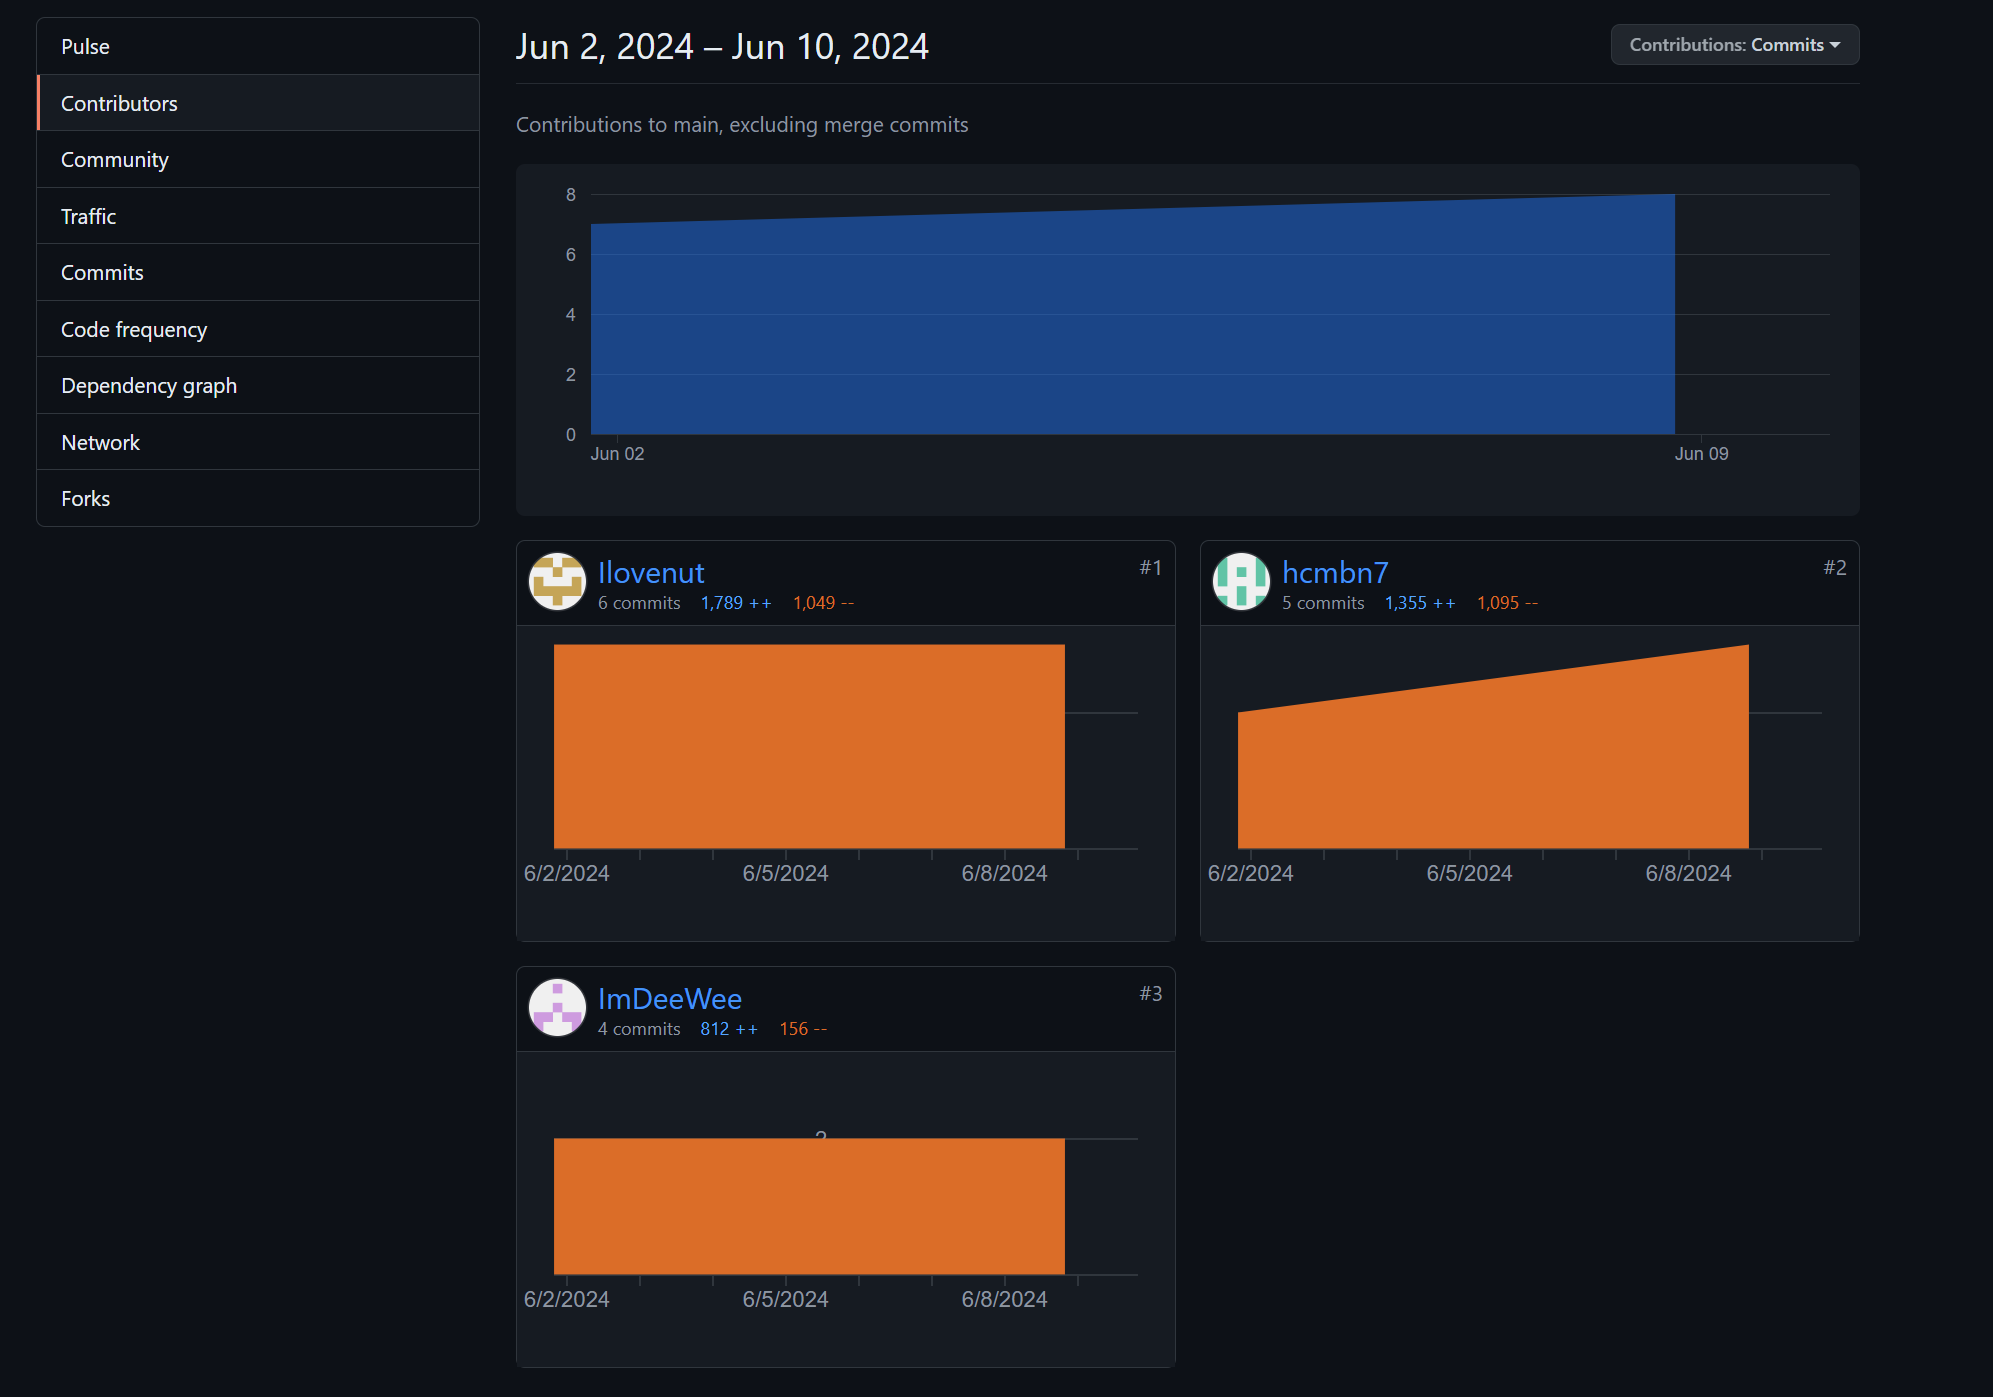 Pulse
Contributors
Community
Traffic
Commits
Code frequency
Dependency graph
Network
Forks
Jun 2, 2024 – Jun 10, 2024
Contributions: Commits
Contributions to main, excluding merge commits
8
6
4
2
0
Jun 02
Jun 09
Ilovenut
#1
6 commits 1,789 ++ 1,049 --
6/2/2024 6/5/2024 6/8/2024
hcmbn7
#2
5 commits 1,355 ++ 1,095 --
6/2/2024 6/5/2024 6/8/2024
ImDeeWee
#3
4 commits 812 ++ 156 --
6/2/2024 6/5/2024 6/8/2024